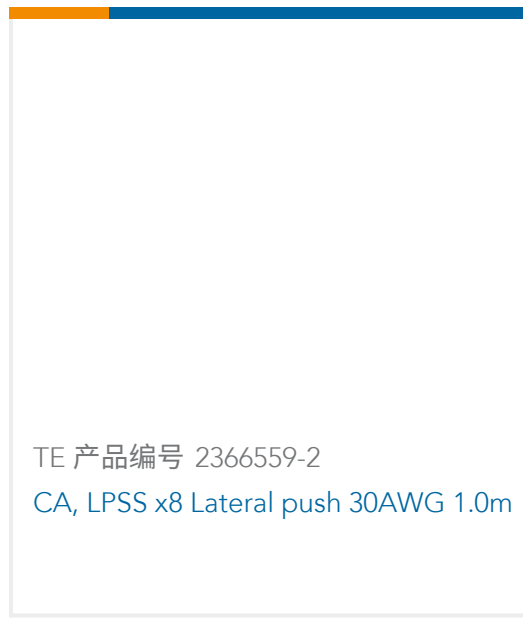 TE 产品编号 2366559-2
CA, LPSS x8 Lateral push 30AWG 1.0m